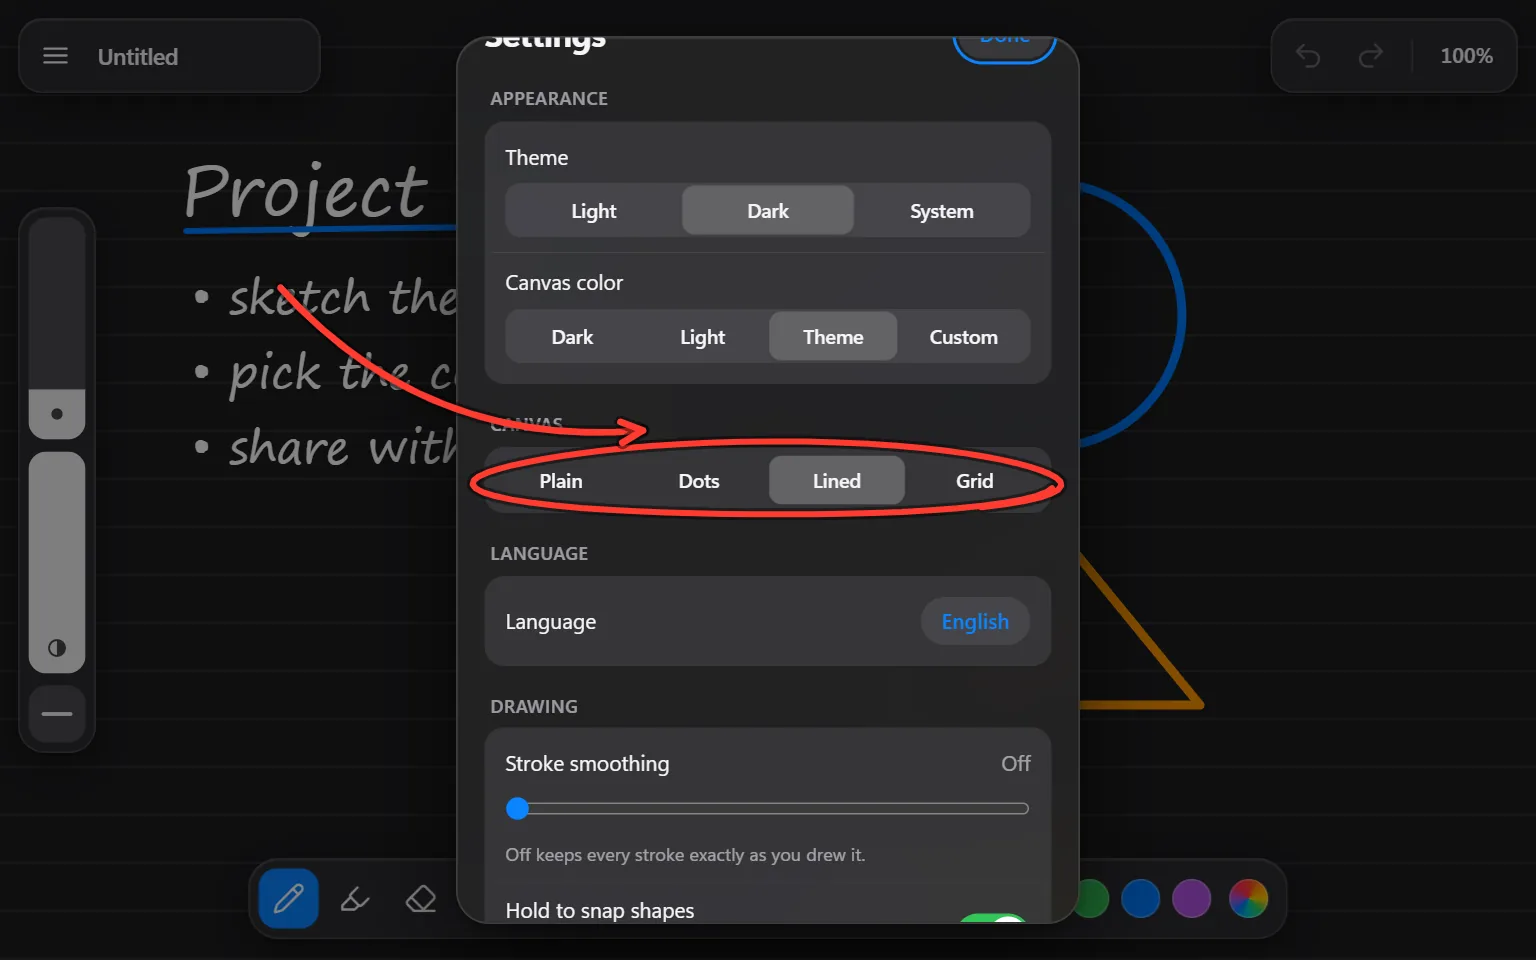 Untitled
Settings
Done
100%
APPEARANCE
Theme
Light Dark System
Canvas color
Dark Light Theme Custom
CANVAS
Plain Dots Lined Grid
LANGUAGE
Language English
DRAWING
Stroke smoothing Off
Off keeps every stroke exactly as you drew it.
Hold to snap shapes
Project
• sketch the
• pick the
• share with